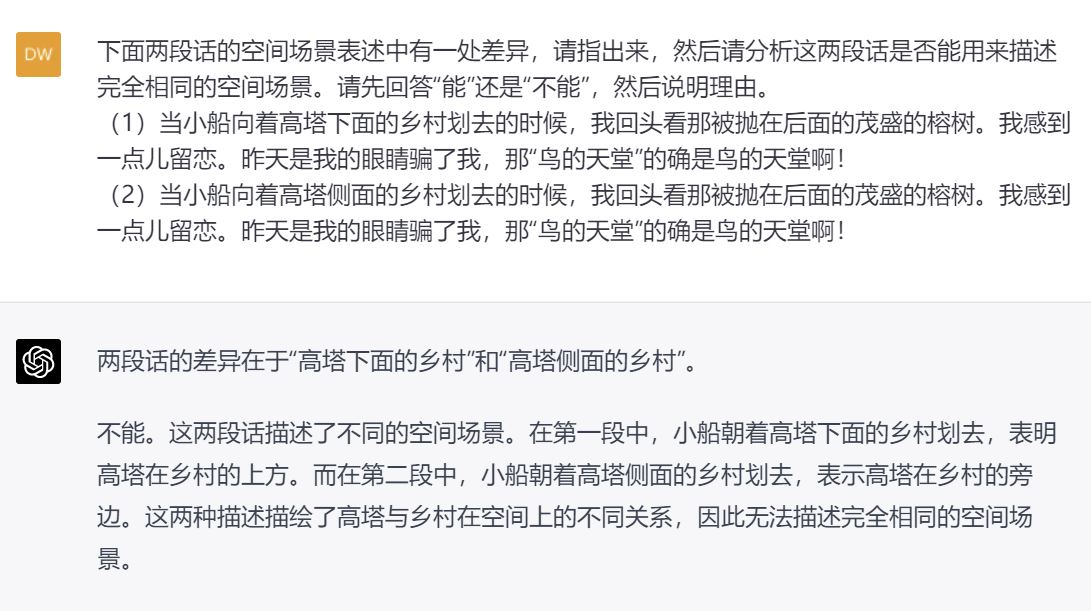 DW
下面两段话的空间场景表述中有一处差异，请指出来，然后请分析这两段话是否能用来描述
完全相同的空间场景。请先回答“能”还是“不能”，然后说明理由。
（1）当小船向着高塔下面的乡村划去的时候，我回头看那被抛在后面的茂盛的榕树。我感到
一点儿留恋。昨天是我的眼睛骗了我，那“鸟的天堂”的确是鸟的天堂啊！
（2）当小船向着高塔侧面的乡村划去的时候，我回头看那被抛在后面的茂盛的榕树。我感到
一点儿留恋。昨天是我的眼睛骗了我，那“鸟的天堂”的确是鸟的天堂啊！
两段话的差异在于“高塔下面的乡村”和“高塔侧面的乡村”。
不能。这两段话描述了不同的空间场景。在第一段中，小船朝着高塔下面的乡村划去，表明
高塔在乡村的上方。而在第二段中，小船朝着高塔侧面的乡村划去，表示高塔在乡村的旁
边。这两种描述描绘了高塔与乡村在空间上的不同关系，因此无法描述完全相同的空间场
景。